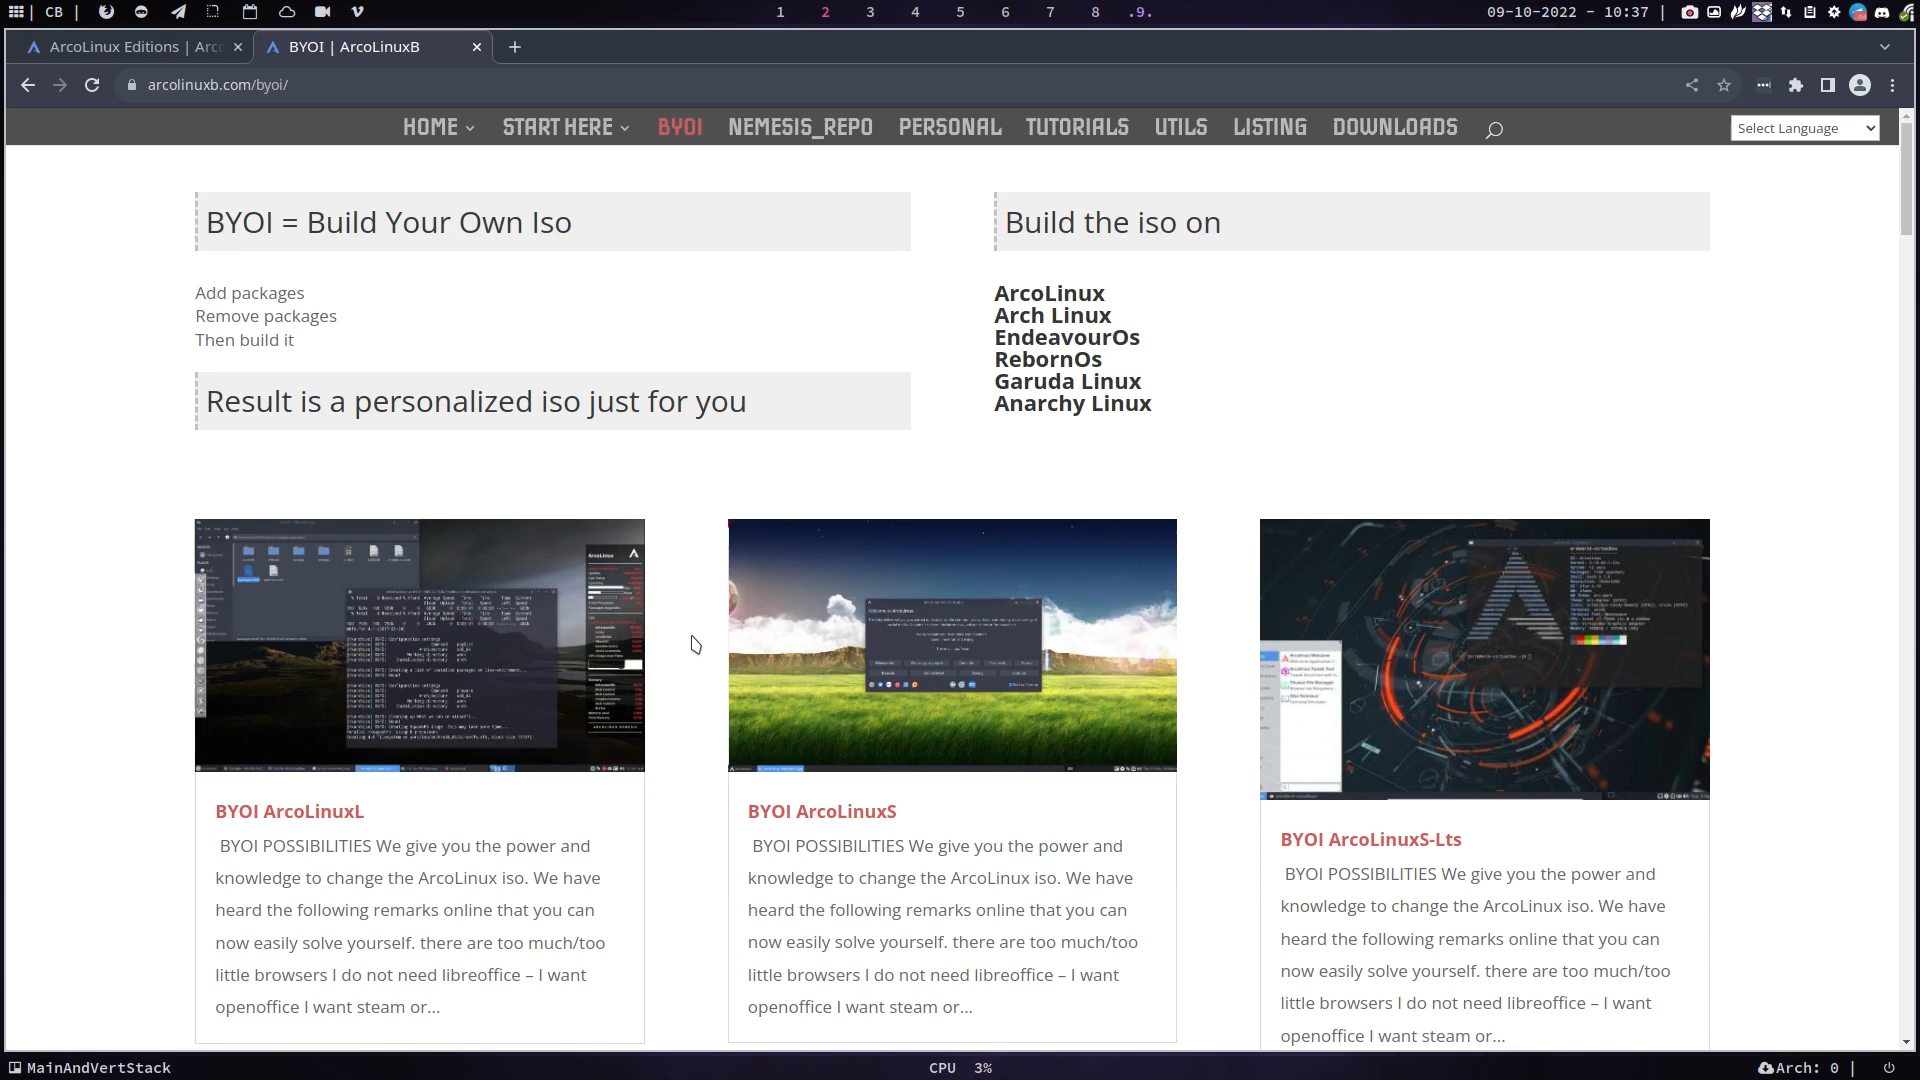 CB
1 2 3 4 5 6 7 8 .9.
09-10-2022 - 10:37
ArcoLinux Editions | Arc
BYOI | ArcoLinuxB
arcolinuxb.com/byoi/
HOME START HERE BYOI NEMESIS_REPO PERSONAL TUTORIALS UTILS LISTING DOWNLOADS
Select Language
BYOI = Build Your Own Iso
Add packages
Remove packages
Then build it
Result is a personalized iso just for you
Build the iso on
ArcoLinux
Arch Linux
EndeavourOs
RebornOs
Garuda Linux
Anarchy Linux
BYOI ArcoLinuxL
BYOI POSSIBILITIES We give you the power and
knowledge to change the ArcoLinux iso. We have
heard the following remarks online that you can
now easily solve yourself. there are too much/too
little browsers I do not need libreoffice – I want
openoffice I want steam or...
BYOI ArcoLinuxS
BYOI POSSIBILITIES We give you the power and
knowledge to change the ArcoLinux iso. We have
heard the following remarks online that you can
now easily solve yourself. there are too much/too
little browsers I do not need libreoffice – I want
openoffice I want steam or...
BYOI ArcoLinuxS-Lts
BYOI POSSIBILITIES We give you the power and
knowledge to change the ArcoLinux iso. We have
heard the following remarks online that you can
now easily solve yourself. there are too much/too
little browsers I do not need libreoffice – I want
openoffice I want steam or...
MainAndVertStack
CPU 3%
Arch: 0